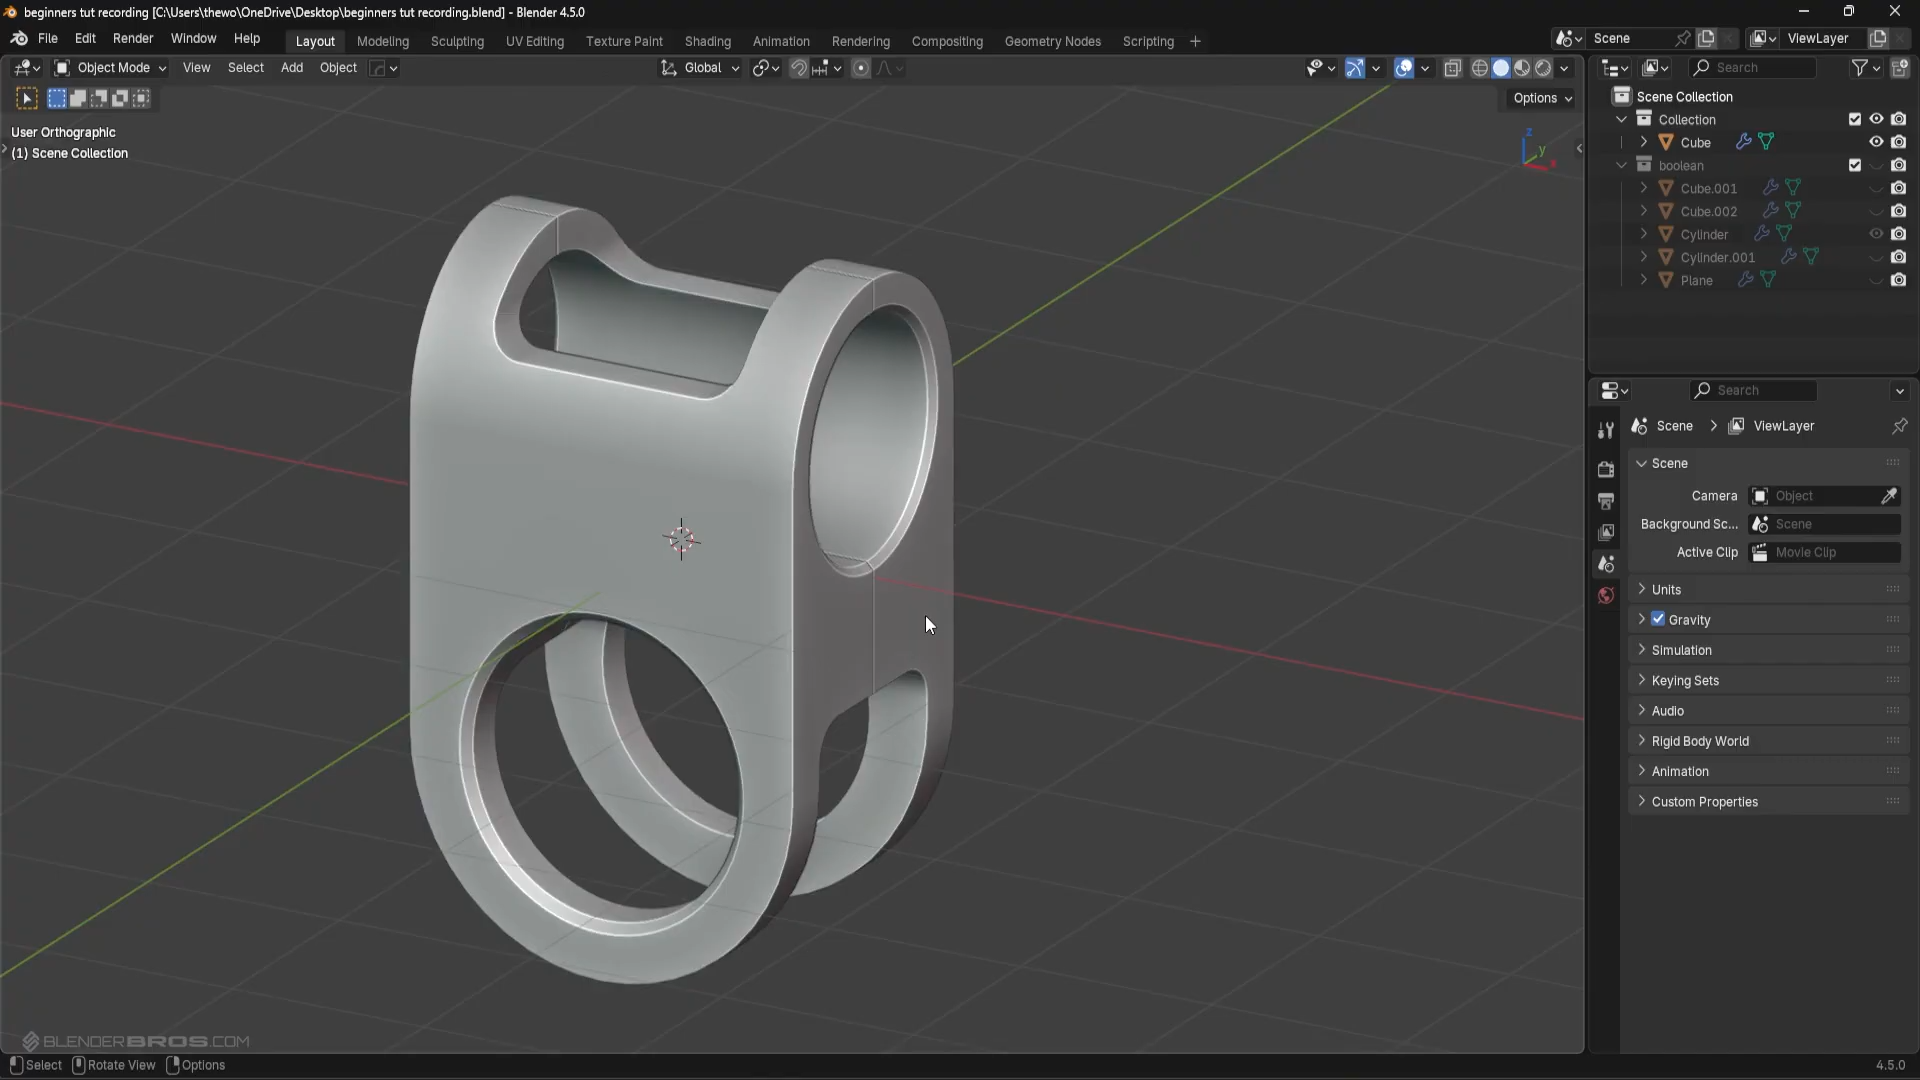 beginners tut recording [C:\Users\thewo\OneDrive\Desktop\beginners tut recording.blend] - Blender 4.5.0
File Edit Render Window Help Layout Modeling Sculpting UV Editing Texture Paint Shading Animation Rendering Compositing Geometry Nodes Scripting + Scene ViewLayer
Object Mode View Select Add Object Global Search
Options
User Orthographic
(1) Scene Collection
z
y
x
Scene Collection
Collection
Cube
boolean
Cube.001
Cube.002
Cylinder
Cylinder.001
Plane
Search
Scene > ViewLayer
Scene
Camera Object
Background Sc... Scene
Active Clip Movie Clip
Units
Gravity
Simulation
Keying Sets
Audio
Rigid Body World
Animation
Custom Properties
BLENDERBROS.COM
Select Rotate View Options 4.5.0